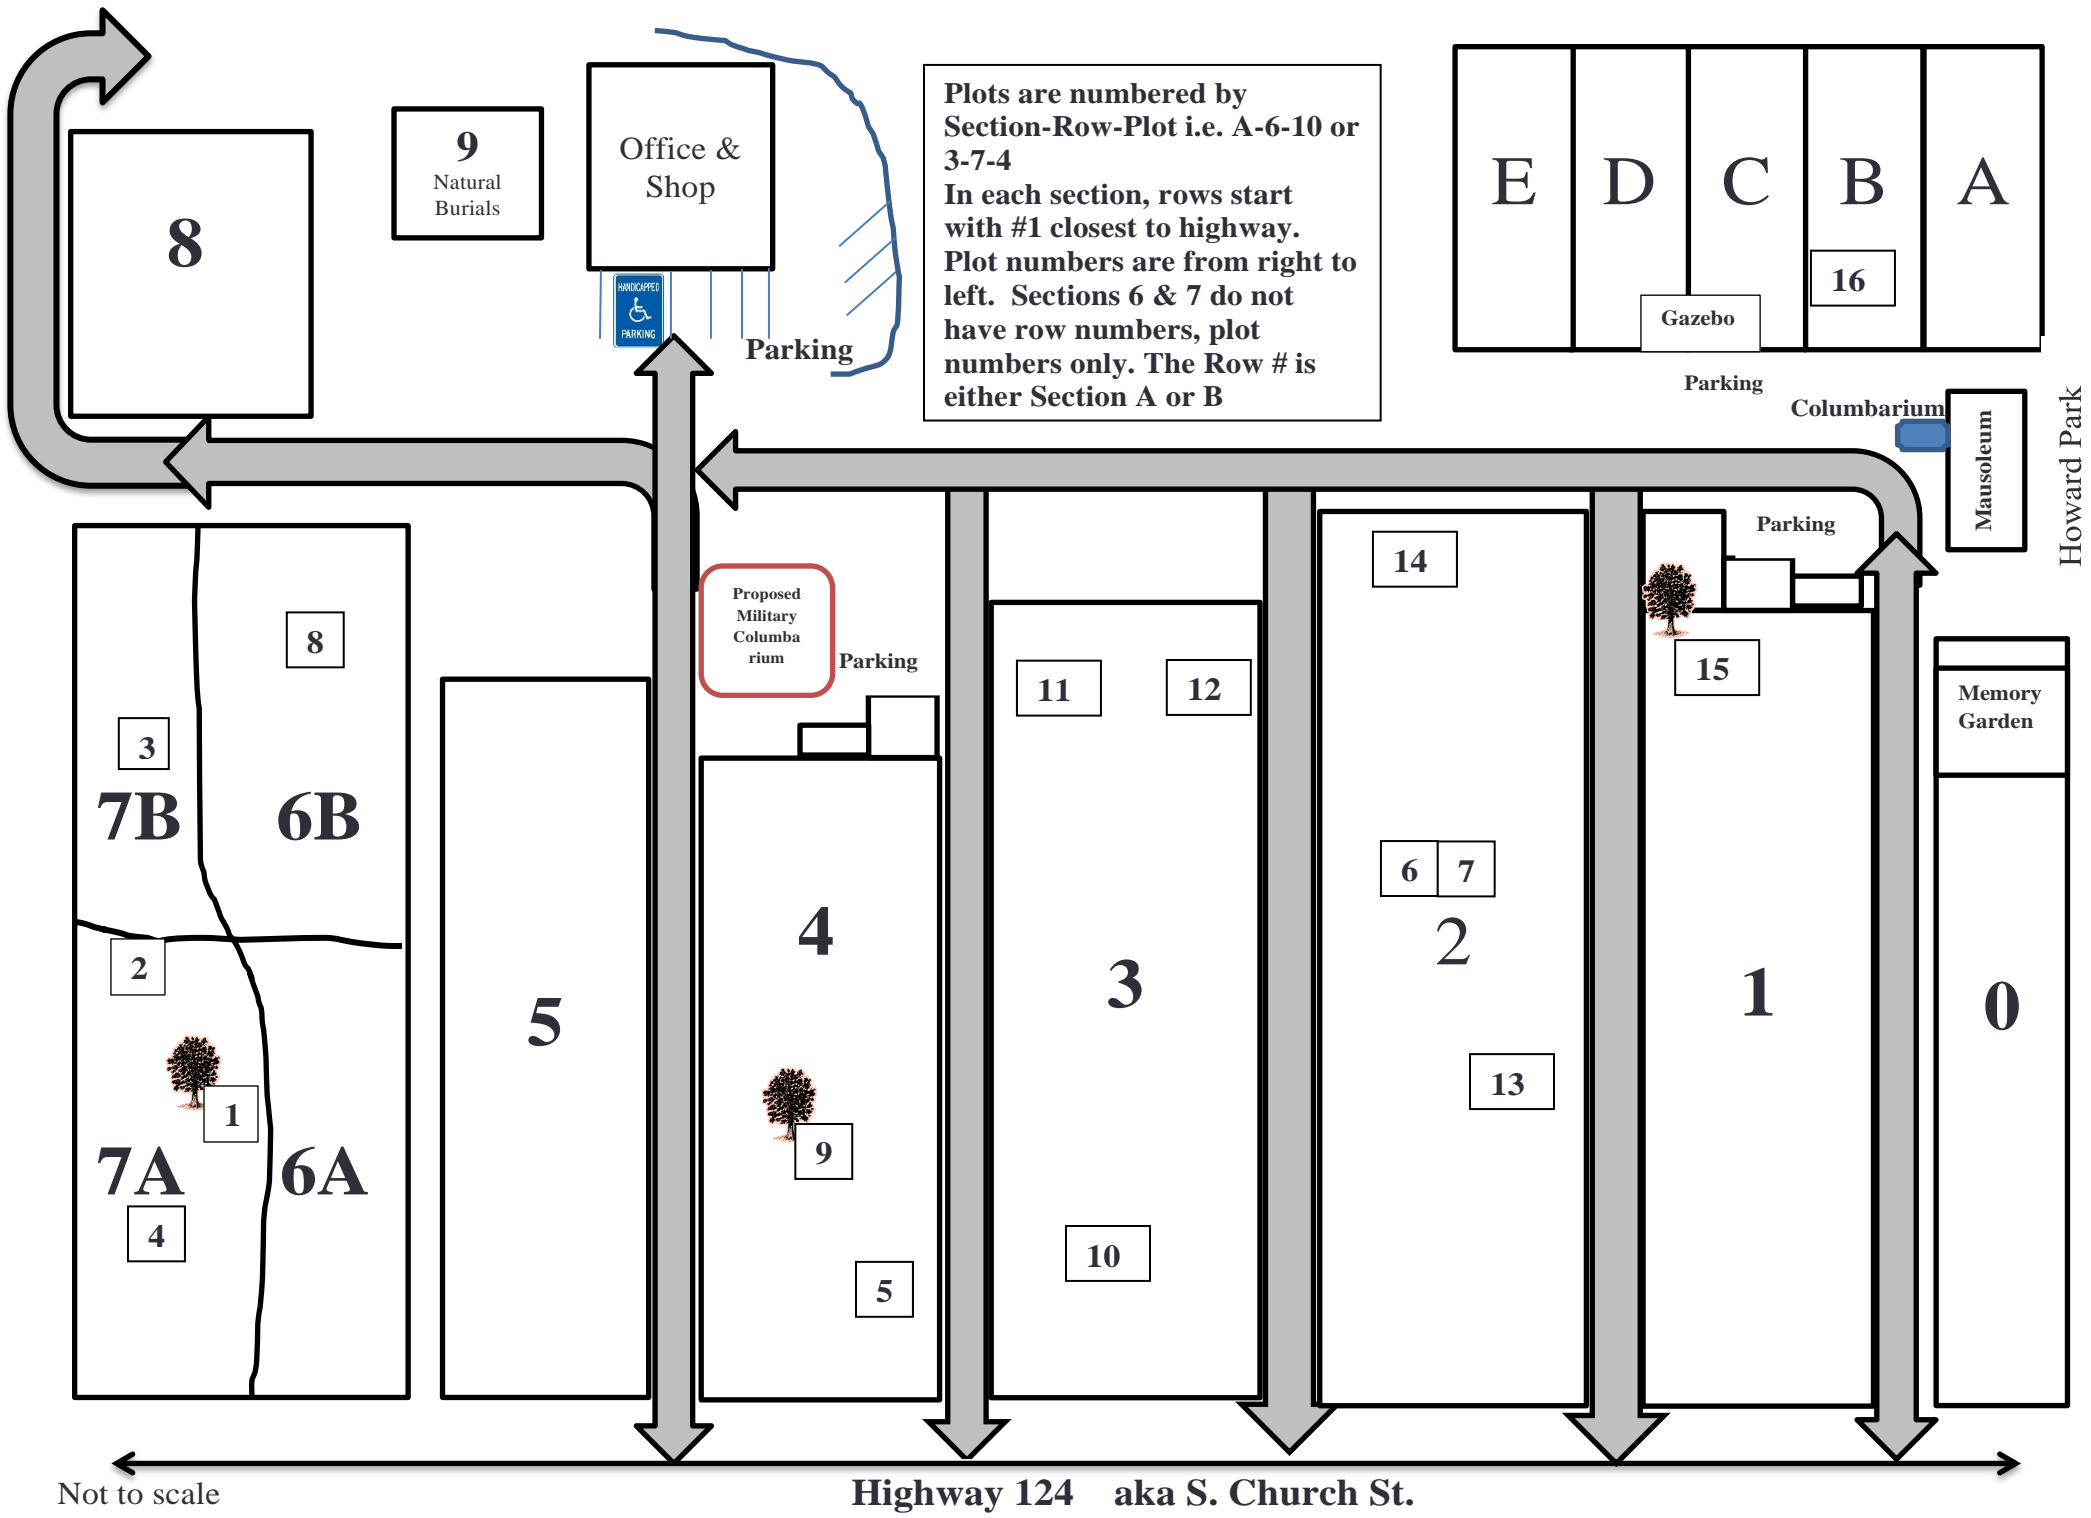 8
9
Natural
Burials
Office &
Shop
HANDICAPPED
PARKING
Parking
Plots are numbered by
Section-Row-Plot i.e. A-6-10 or
3-7-4
In each section, rows start
with #1 closest to highway.
Plot numbers are from right to
left.  Sections 6 & 7 do not
have row numbers, plot
numbers only. The Row # is
either Section A or B
E
D
C
B
A
16
Gazebo
Parking
Columbarium
Mausoleum
Howard Park
8
3
7B
6B
2
1
7A
6A
4
5
Proposed
Military
Columba
rium
Parking
4
9
5
11
12
3
10
14
6
7
2
13
Parking
15
1
Memory
Garden
0
Not to scale
Highway 124    aka S. Church St.